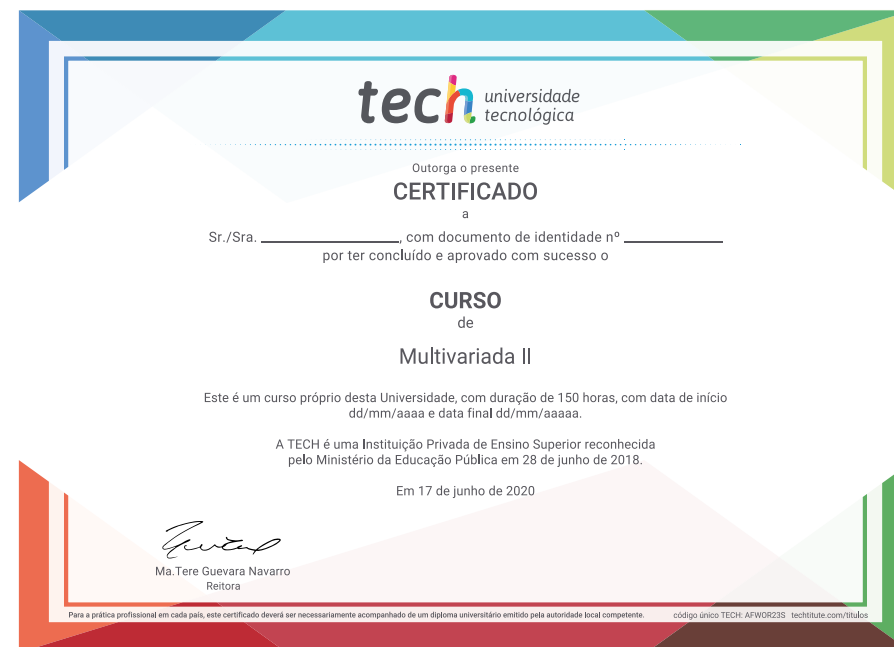 tech universidade
tecnológica
Outorga o presente
CERTIFICADO
a
Sr./Sra. ____________________, com documento de identidade nº ______________
por ter concluído e aprovado com sucesso o
CURSO
de
Multivariada II
Este é um curso próprio desta Universidade, com duração de 150 horas, com data de início
dd/mm/aaaa e data final dd/mm/aaaaa.
A TECH é uma Instituição Privada de Ensino Superior reconhecida
pelo Ministério da Educação Pública em 28 de junho de 2018.
Em 17 de junho de 2020
Ma.Tere Guevara Navarro
Reitora
Para a prática profissional em cada país, este certificado deverá ser necessariamente acompanhado de um diploma universitário emitido pela autoridade local competente. código único TECH: AFWOR23S techtitute.com/titulos